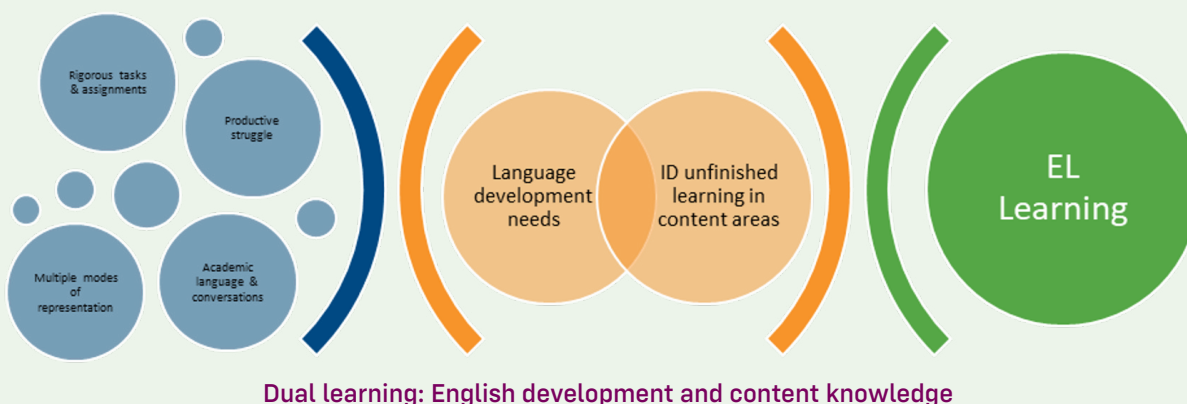 Rigorous tasks
& assignments
Productive
struggle
Multiple modes
of
representation
Academic
language &
conversations
Language
development
needs
ID unfinished
learning in
content areas
EL
Learning
Dual learning: English development and content knowledge